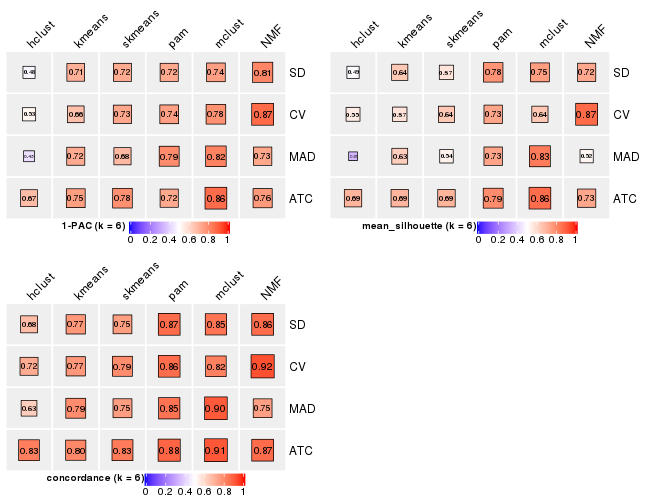 hclust kmeans skmeans pam mclust NMF
0.48 0.71 0.72 0.72 0.74 0.81 SD
0.53 0.66 0.73 0.74 0.78 0.87 CV
0.72 0.68 0.79 0.82 0.73 MAD
0.67 0.75 0.78 0.72 0.86 0.76 ATC
1-PAC (k = 6)
0 0.2 0.4 0.6 0.8 1
hclust kmeans skmeans pam mclust NMF
0.49 0.64 0.57 0.78 0.75 0.72 SD
0.55 0.57 0.64 0.73 0.64 0.87 CV
0.63 0.54 0.73 0.83 0.52 MAD
0.69 0.69 0.69 0.79 0.86 0.73 ATC
mean_silhouette (k = 6)
0 0.2 0.4 0.6 0.8 1
hclust kmeans skmeans pam mclust NMF
0.68 0.77 0.75 0.87 0.85 0.86 SD
0.72 0.77 0.79 0.86 0.82 0.92 CV
0.63 0.79 0.75 0.85 0.90 0.75 MAD
0.83 0.80 0.83 0.88 0.91 0.87 ATC
concordance (k = 6)
0 0.2 0.4 0.6 0.8 1